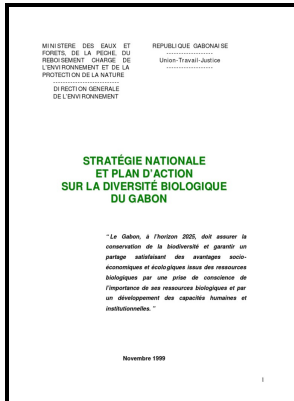 MINISTERE DES EAUX ET
FORETS, DE LA PECHE, DU
REBOISEMENT CHARGE DE
L'ENVIRONNEMENT ET DE LA
PROTECTION DE LA NATURE
---------------------------
DIRECTION GENERALE
DE L'ENVIRONNEMENT
REPUBLIQUE GABONAISE
-------------------
Union-Travail-Justice
-------------------
STRATÉGIE NATIONALE
ET PLAN D'ACTION
SUR LA DIVERSITÉ BIOLOGIQUE
DU GABON
" Le Gabon, à l'horizon 2025, doit assurer la
conservation de la biodiversité et garantir un
partage satisfaisant des avantages socio-
économiques et écologiques issus des ressources
biologiques par une prise de conscience de
l'importance de ses ressources biologiques et par
un développement des capacités humaines et
institutionnelles. "
Novembre 1999
I